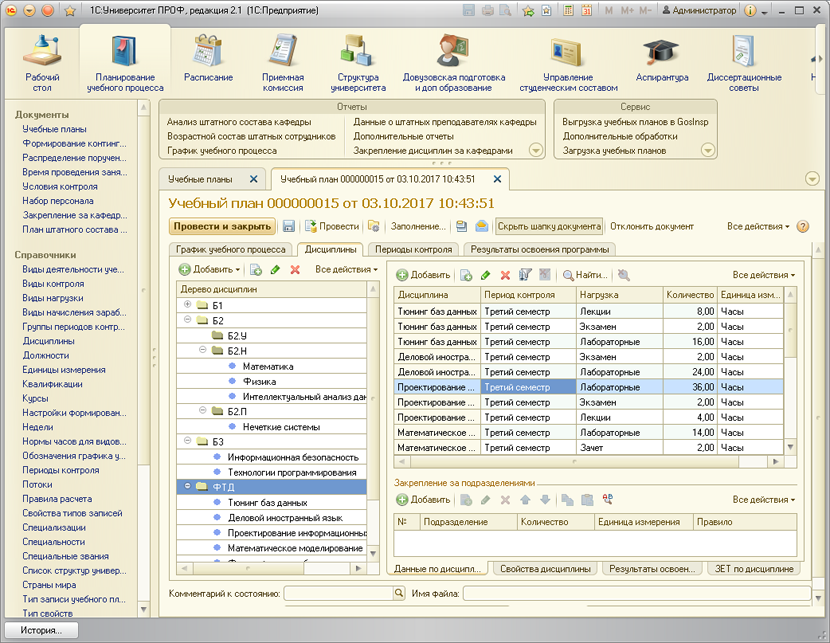 1С:Университет ПРОФ, редакция 2.1 (1С:Предприятие)
M M+ M-
Администратор
Рабочий стол
Планирование учебного процесса
Расписание
Приемная комиссия
Структура университета
Довузовская подготовка и доп образование
Управление студенческим составом
Аспирантура
Диссертационные советы
Документы
Учебные планы
Формирование континг...
Распределение поручен...
Время проведения заня...
Условия контроля
Набор персонала
Закрепление за кафедр...
План штатного состава ...
Справочники
Виды деятельности уче...
Виды контроля
Виды нагрузки
Виды начисления зараб...
Группы периодов контр...
Дисциплины
Должности
Единицы измерения
Квалификации
Курсы
Настройки формирован...
Недели
Нормы часов для видов...
Обозначения графика у...
Периоды контроля
Потоки
Правила расчета
Свойства типов записей
Специализации
Специальности
Специальные звания
Список структур универ...
Страны мира
Тип записи учебного пл...
Тип свойств
Отчеты
Анализ штатного состава кафедры
Возрастной состав штатных сотрудников
График учебного процесса
Данные о штатных преподавателях кафедры
Дополнительные отчеты
Закрепление дисциплин за кафедрами
Сервис
Выгрузка учебных планов в GosInsp
Дополнительные обработки
Загрузка учебных планов
Учебные планы
Учебный план 000000015 от 03.10.2017 10:43:51
Учебный план 000000015 от 03.10.2017 10:43:51
Провести и закрыть
Провести
Заполнение...
Скрыть шапку документа
Отклонить документ
Все действия
График учебного процесса
Дисциплины
Периоды контроля
Результаты освоения программы
Добавить
Все действия
Дерево дисциплин
Б1
Б2
Б2.У
Б2.Н
Математика
Физика
Интеллектуальный анализ дан
Б2.П
Нечеткие системы
Б3
Информационная безопасность
Технологии программирования
ФТД
Тюнинг баз данных
Деловой иностранный язык
Проектирование информационных
Математическое моделирование
Добавить
Найти...
Все действия
Дисциплина Период контроля Нагрузка Количество Единица изм...
Тюнинг баз данных Третий семестр Лекции 8,00 Часы
Тюнинг баз данных Третий семестр Экзамен 2,00 Часы
Тюнинг баз данных Третий семестр Лабораторные 16,00 Часы
Деловой иностра... Третий семестр Экзамен 2,00 Часы
Деловой иностра... Третий семестр Лабораторные 24,00 Часы
Проектирование ... Третий семестр Лабораторные 36,00 Часы
Проектирование ... Третий семестр Экзамен 2,00 Часы
Проектирование ... Третий семестр Лекции 4,00 Часы
Математическое ... Третий семестр Лабораторные 14,00 Часы
Математическое ... Третий семестр Зачет 2,00 Часы
Закрепление за подразделениями
Добавить
Все действия
№ Подразделение Количество Единица измерения Правило
Данные по дисципл...
Свойства дисциплины
Результаты освоен...
ЗЕТ по дисциплине
Комментарий к состоянию:
Имя файла:
История...